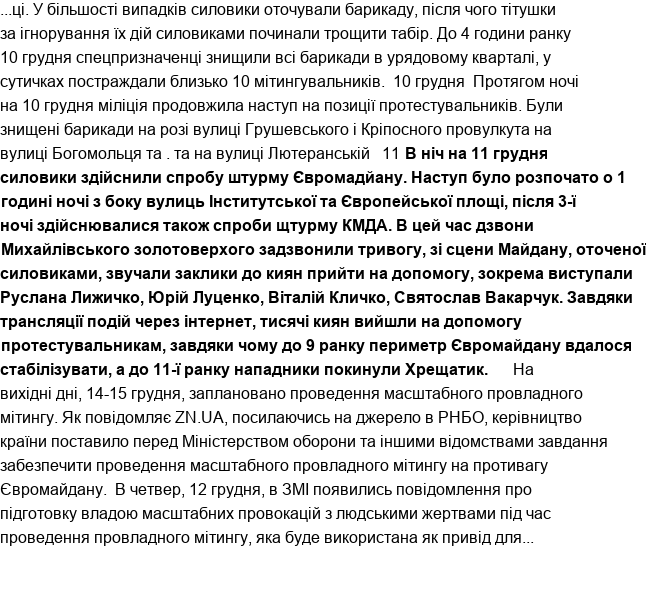 ...ці. У більшості випадків силовики оточували барикаду, після чого тітушки
за ігнорування їх дій силовиками починали трощити табір. До 4 години ранку
10 грудня спецпризначенці знищили всі барикади в урядовому кварталі, у
сутичках постраждали близько 10 мітингувальників.  10 грудня  Протягом ночі
на 10 грудня міліція продовжила наступ на позиції протестувальників. Були
знищені барикади на розі вулиці Грушевського і Кріпосного провулкута на
вулиці Богомольця та . та на вулиці Лютеранській   11 В ніч на 11 грудня
силовики здійснили спробу штурму Євромадйану. Наступ було розпочато о 1
годині ночі з боку вулиць Інститутської та Європейської площі, після 3-ї
ночі здійснювалися також спроби щтурму КМДА. В цей час дзвони
Михайлівського золотоверхого задзвонили тривогу, зі сцени Майдану, оточеної
силовиками, звучали заклики до киян прийти на допомогу, зокрема виступали
Руслана Лижичко, Юрій Луценко, Віталій Кличко, Святослав Вакарчук. Завдяки
трансляції подій через інтернет, тисячі киян вийшли на допомогу
протестувальникам, завдяки чому до 9 ранку периметр Євромайдану вдалося
стабілізувати, а до 11-ї ранку нападники покинули Хрещатик.      На
вихідні дні, 14-15 грудня, заплановано проведення масштабного провладного
мітингу. Як повідомляє ZN.UA, посилаючись на джерело в РНБО, керівництво
країни поставило перед Міністерством оборони та іншими відомствами завдання
забезпечити проведення масштабного провладного мітингу на противагу
Євромайдану.  В четвер, 12 грудня, в ЗМІ появились повідомлення про
підготовку владою масштабних провокацій з людськими жертвами під час
проведення провладного мітингу, яка буде використана як привід для...